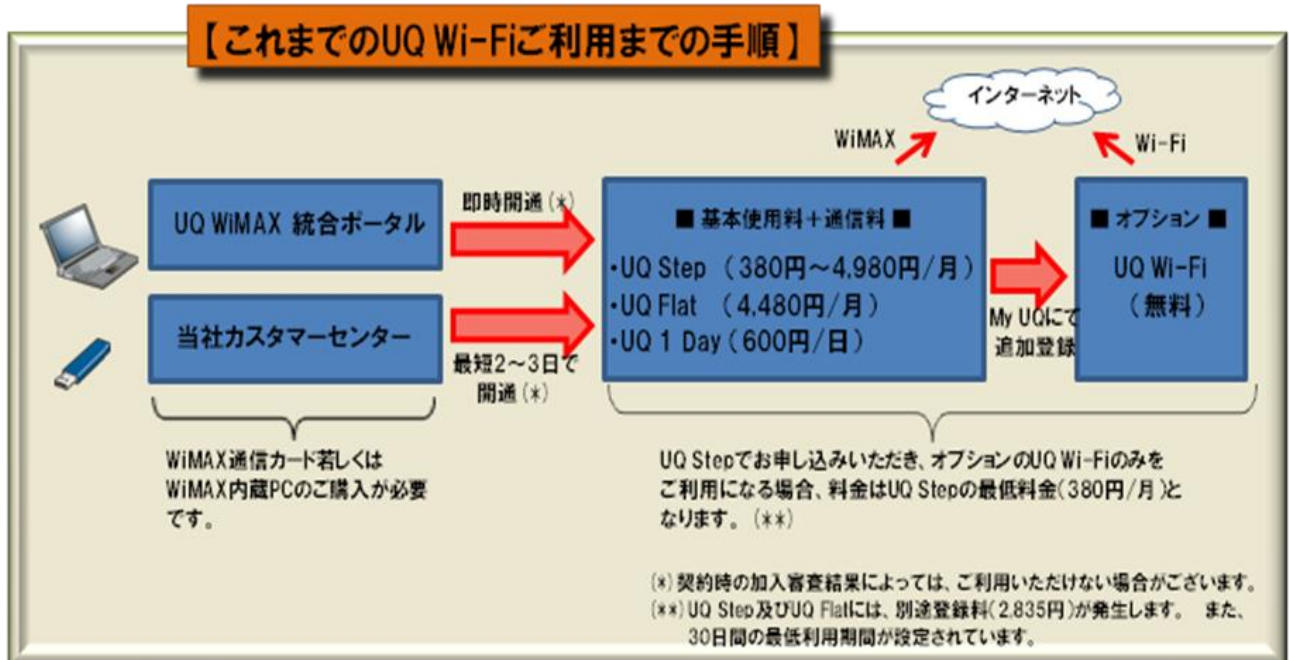 【これまでのUQ Wi-Fiご利用までの手順】
インターネット
WiMAX
Wi-Fi
UQ WiMAX 統合ポータル
即時開通(*)
当社カスタマーセンター
最短2～3日で
開通(*)
■ 基本使用料＋通信料 ■
・UQ Step （380円～4,980円/月）
・UQ Flat （4,480円/月）
・UQ 1 Day（600円/日）
My UQにて
追加登録
■ オプション ■
UQ Wi-Fi
（無料）
WiMAX通信カード若しくは
WiMAX内蔵PCのご購入が必要
です。
UQ Stepでお申し込みいただき、オプションのUQ Wi-Fiのみを
ご利用になる場合、料金はUQ Stepの最低料金(380円/月)と
なります。(**)
(*)契約時の加入審査結果によっては、ご利用いただけない場合がございます。
(**)UQ Step及びUQ Flatには、別途登録料(2,835円)が発生します。 また、
30日間の最低利用期間が設定されています。